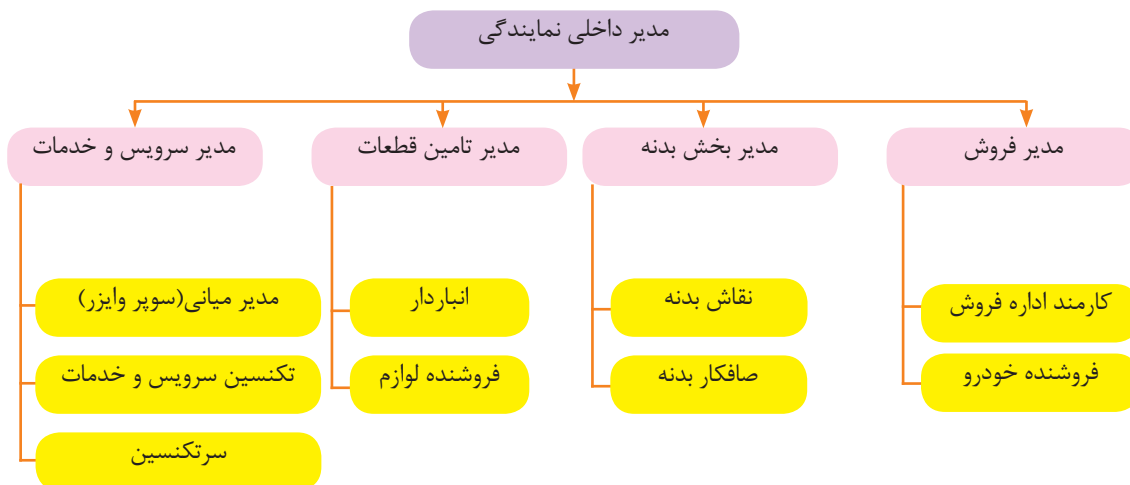 مدیر داخلی نمایندگی
مدیر فروش
مدیر بخش بدنه
مدیر تامین قطعات
مدیر سرویس و خدمات
کارمند اداره فروش
فروشنده خودرو
نقاش بدنه
صافکار بدنه
انباردار
فروشنده لوازم
مدیر میانی(سوپر وایزر)
تکنسین سرویس و خدمات
سرتکنسین